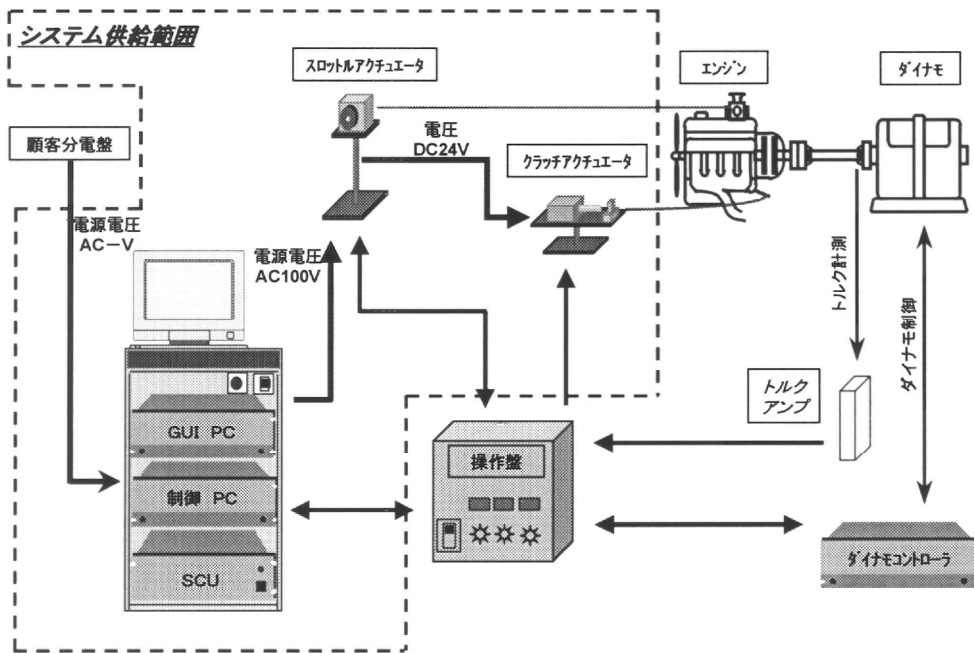 システム供給範囲
スロットルアクチュエータ
エンジン
ダイナモ
顧客分電盤
電圧
DC24V
クラッチアクチュエータ
電源電圧
AC－V
電源電圧
AC100V
トルク計測
ダイナモ制御
トルク
アンプ
GUI PC
操作盤
制御 PC
SCU
ダイナモコントローラ